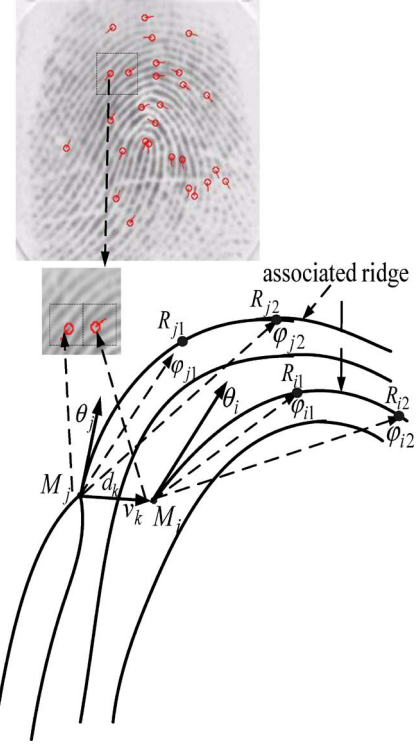 associated ridge
R_j2
R_j1
φ_j2
φ_j1
R_i1
θ_i
φ_i1
R_i2
θ_j
φ_i2
M_j
d_k
v_k
M_i